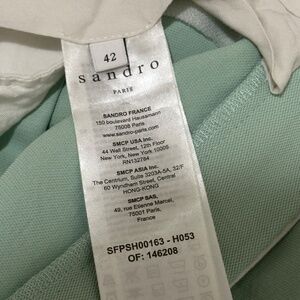 42
sandro
PARIS
SANDRO FRANCE
150 boulevard Haussmann
75008 Paris
www.sandro-paris.com
SMCP USA Inc.
44 Wall Street, 12th Floor
New York, New York 10005
RN132784
SMCP ASIA Inc.
The Centrium, Suite 3203A-5A, 32/F
60 Wyndham Street, Central
HONG-KONG
SMCP SAS,
49, rue Etienne Marcel,
75001 Paris,
France
SFPSH00163 - H053
OF: 146208